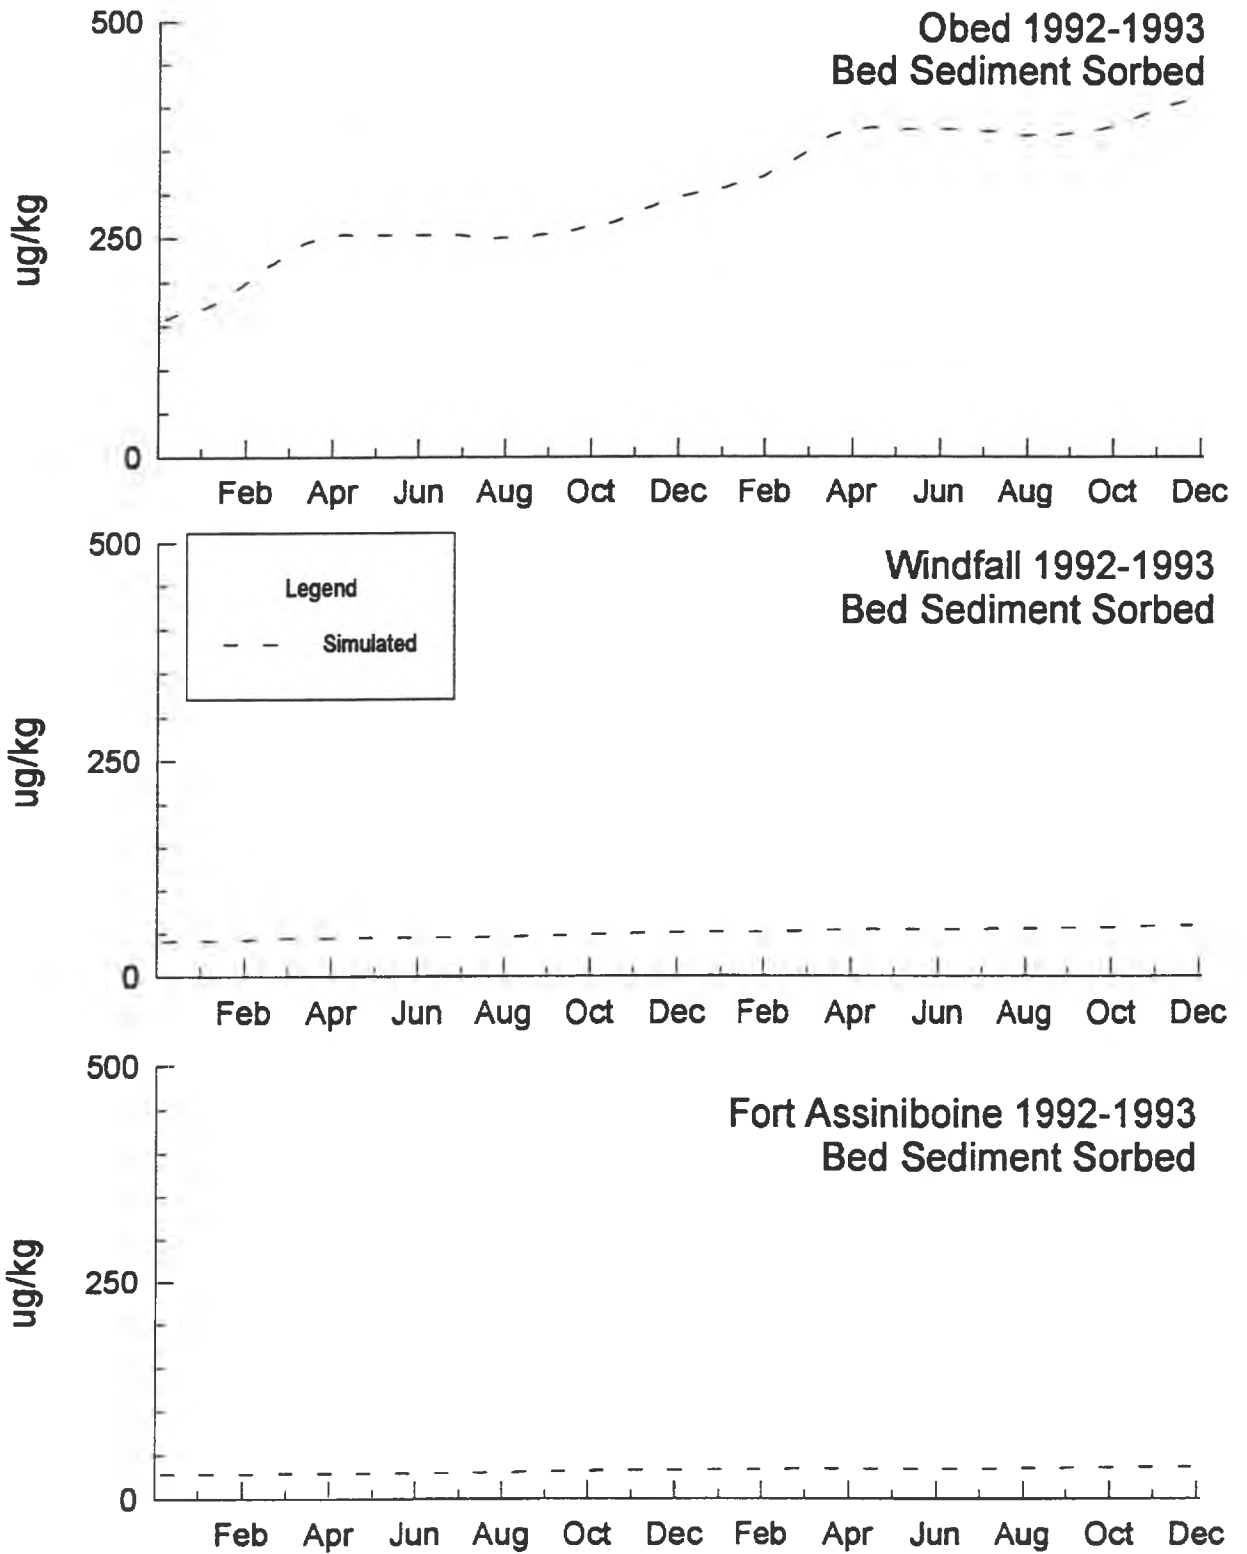 500
Obed 1992-1993
Bed Sediment Sorbed
ug/kg
250
0
Feb Apr Jun Aug Oct Dec Feb Apr Jun Aug Oct Dec
500
Legend
Simulated
Windfall 1992-1993
Bed Sediment Sorbed
ug/kg
250
0
Feb Apr Jun Aug Oct Dec Feb Apr Jun Aug Oct Dec
500
Fort Assiniboine 1992-1993
Bed Sediment Sorbed
ug/kg
250
0
Feb Apr Jun Aug Oct Dec Feb Apr Jun Aug Oct Dec